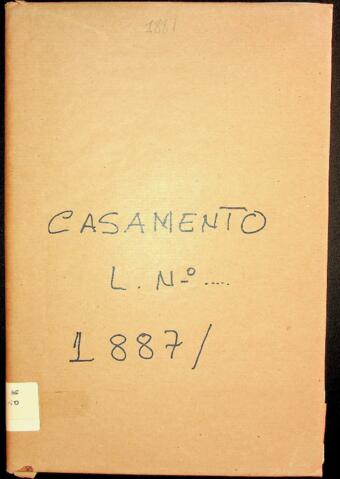 1887
CASAMENTO
L. Nº.....
1887/